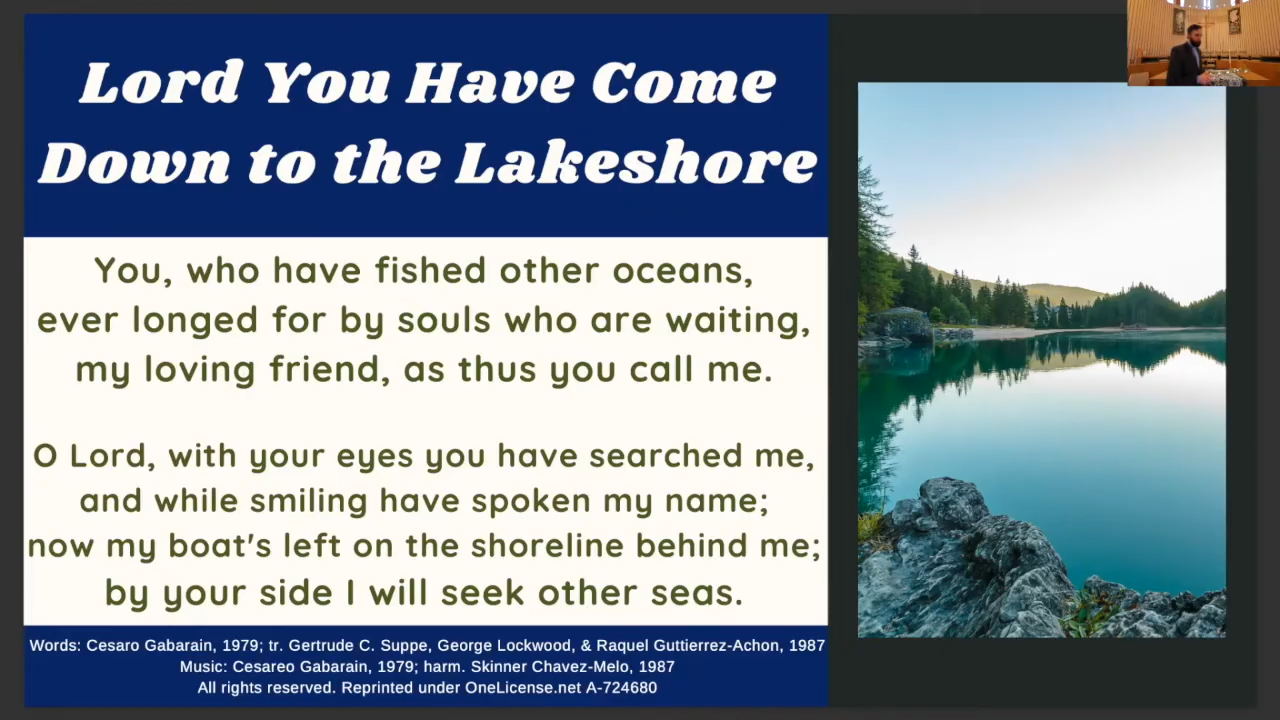 Lord You Have Come
Down to the Lakeshore
You, who have fished other oceans,
ever longed for by souls who are waiting,
my loving friend, as thus you call me.
O Lord, with your eyes you have searched me,
and while smiling have spoken my name;
now my boat's left on the shoreline behind me;
by your side I will seek other seas.
Words: Cesaro Gabarain, 1979; tr. Gertrude C. Suppe, George Lockwood, & Raquel Guttierrez-Achon, 1987
Music: Cesareo Gabarain, 1979; harm. Skinner Chavez-Melo, 1987
All rights reserved. Reprinted under OneLicense.net A-724680